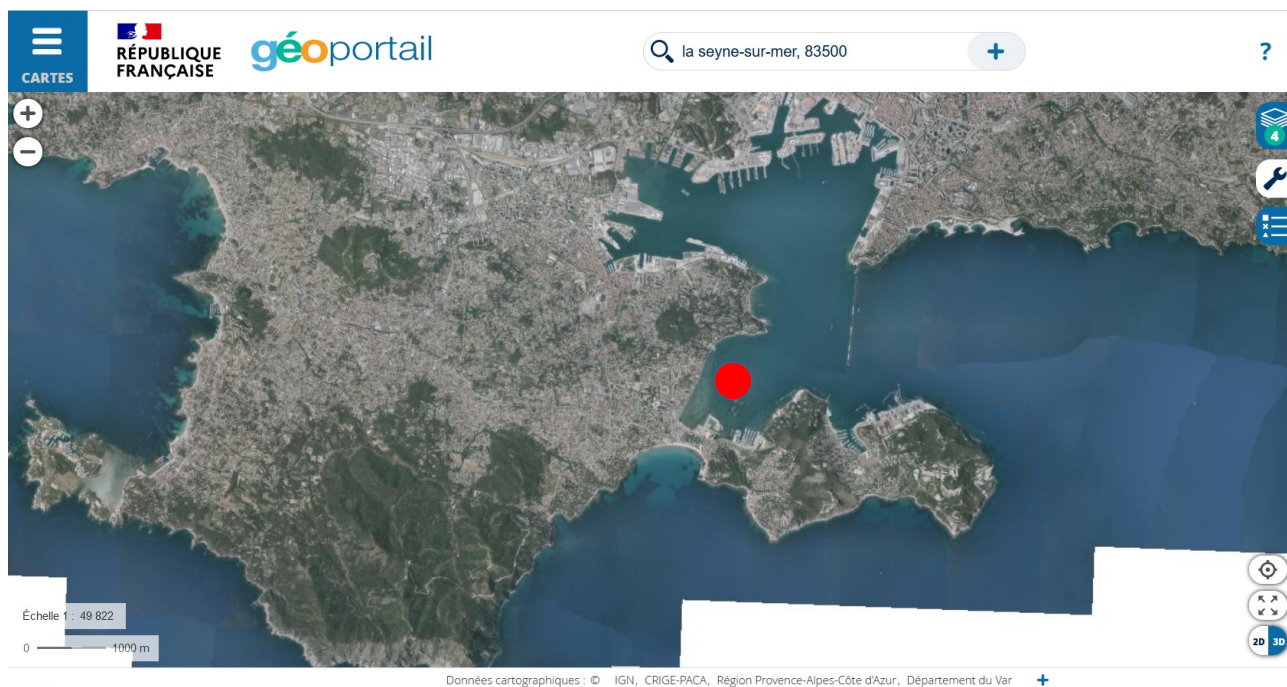 CARTES
RÉPUBLIQUE
FRANÇAISE
géoportail
la seyne-sur-mer, 83500
+
?
+
−
4
Échelle 1 : 49 822
0 1000 m
2D 3D
Données cartographiques : © IGN, CRIGE-PACA, Région Provence-Alpes-Côte d'Azur, Département du Var +